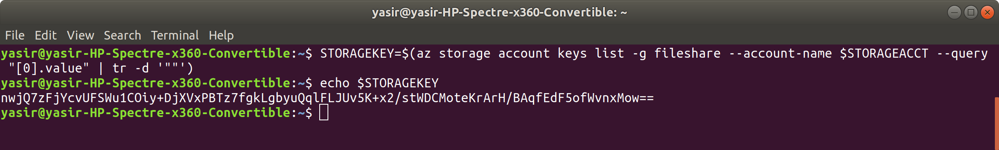 yasir@yasir-HP-Spectre-x360-Convertible: ~
File Edit View Search Terminal Help
yasir@yasir-HP-Spectre-x360-Convertible:~$ STORAGEKEY=$(az storage account keys list -g fileshare --account-name $STORAGEACCT --query
"[0].value" | tr -d '""')
yasir@yasir-HP-Spectre-x360-Convertible:~$ echo $STORAGEKEY
nwjQ7zFjYcvUFSWu1COiy+DjXVxPBTz7fgkLgbyuQqlFLJUv5K+x2/stWDCMoteKrArH/BAqfEdF5ofWvnxMow==
yasir@yasir-HP-Spectre-x360-Convertible:~$